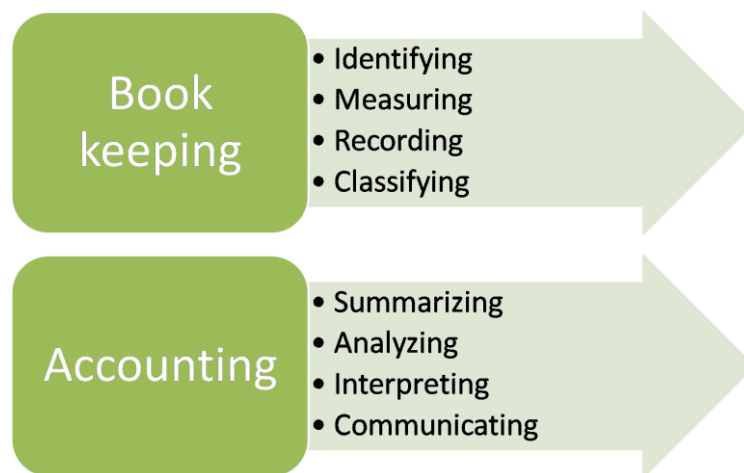 Book
keeping
• Identifying
• Measuring
• Recording
• Classifying
Accounting
• Summarizing
• Analyzing
• Interpreting
• Communicating